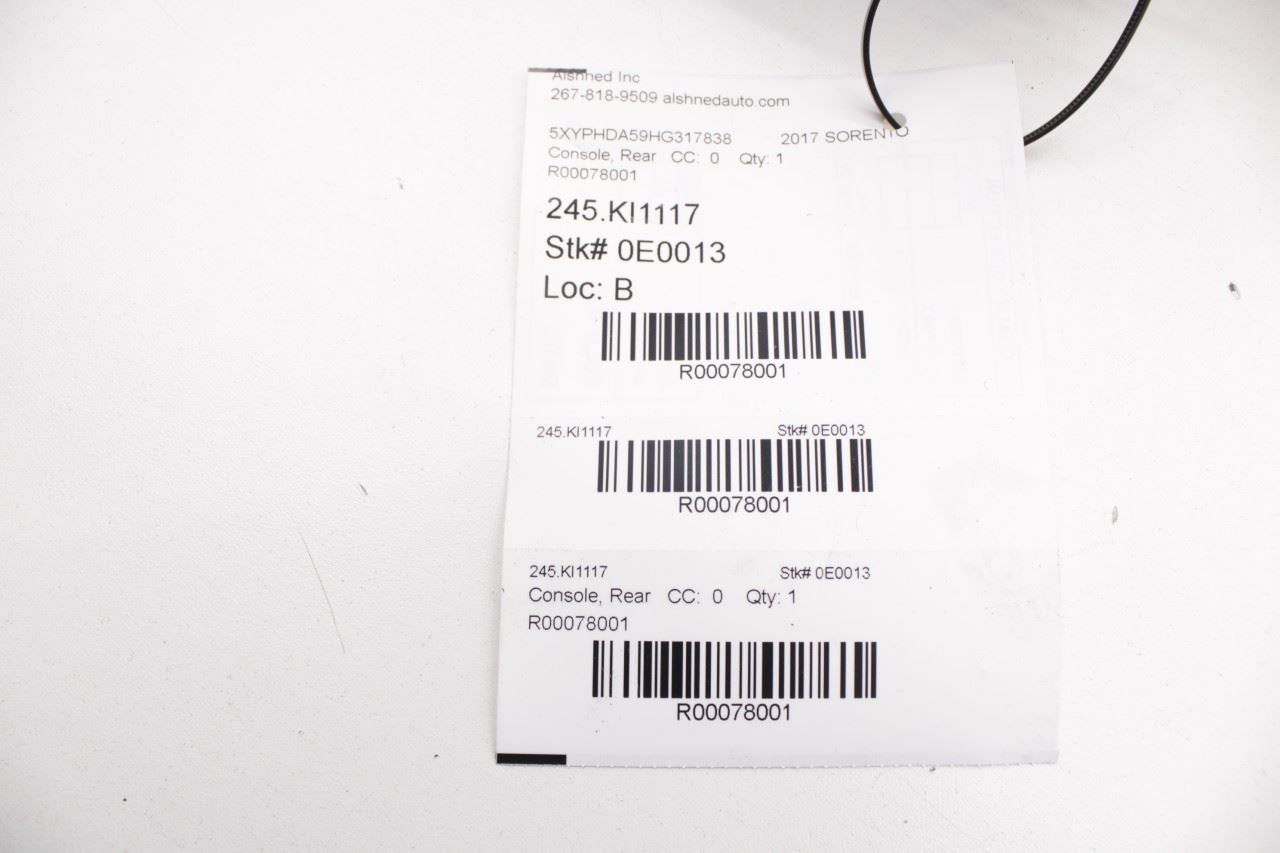 Alshned Inc
267-818-9509 alshnedauto.com
5XYPHDA59HG317838 2017 SORENTO
Console, Rear CC: 0 Qty: 1
R00078001
245.KI1117
Stk# 0E0013
Loc: B
R00078001
245.KI1117 Stk# 0E0013
R00078001
245.KI1117 Stk# 0E0013
Console, Rear CC: 0 Qty: 1
R00078001
R00078001